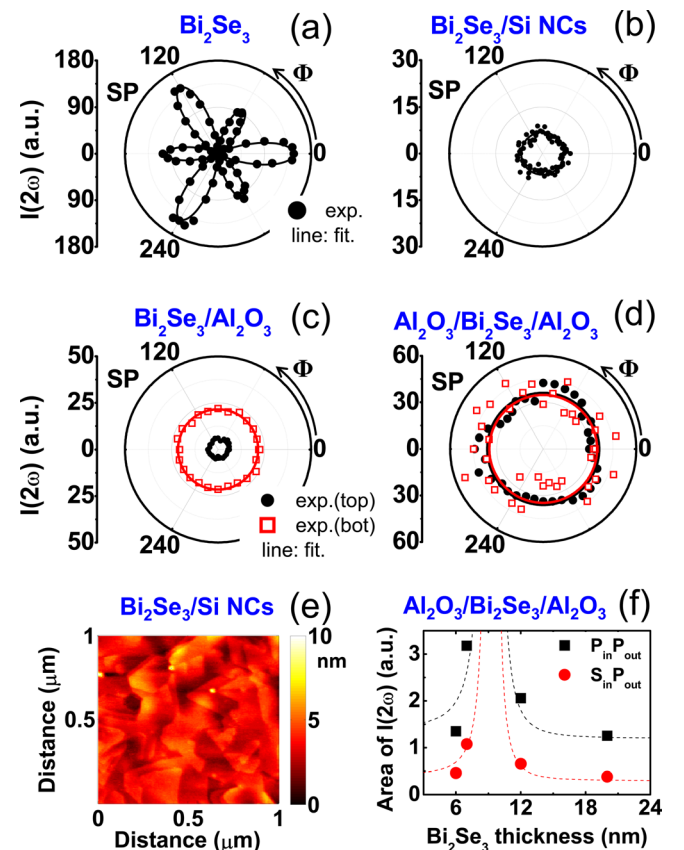 Bi₂Se₃ (a)
180
90
0
90
180
I(2ω) (a.u.)
SP
120
Φ
0
240
exp.
line: fit.
Bi₂Se₃/Si NCs (b)
30
15
0
15
30
SP
120
Φ
0
240
Bi₂Se₃/Al₂O₃ (c)
50
25
0
25
50
I(2ω) (a.u.)
SP
120
Φ
0
240
exp.(top)
exp.(bot)
line: fit.
Al₂O₃/Bi₂Se₃/Al₂O₃ (d)
60
30
0
30
60
SP
120
Φ
0
240
Bi₂Se₃/Si NCs (e)
Distance (μm)
1
0.5
0 0.5 1
Distance (μm)
10
nm
5
0
Al₂O₃/Bi₂Se₃/Al₂O₃ (f)
Area of I(2ω) (a.u.)
3
2
1
0
PinPout
SinPout
6 12 18 24
Bi₂Se₃ thickness (nm)